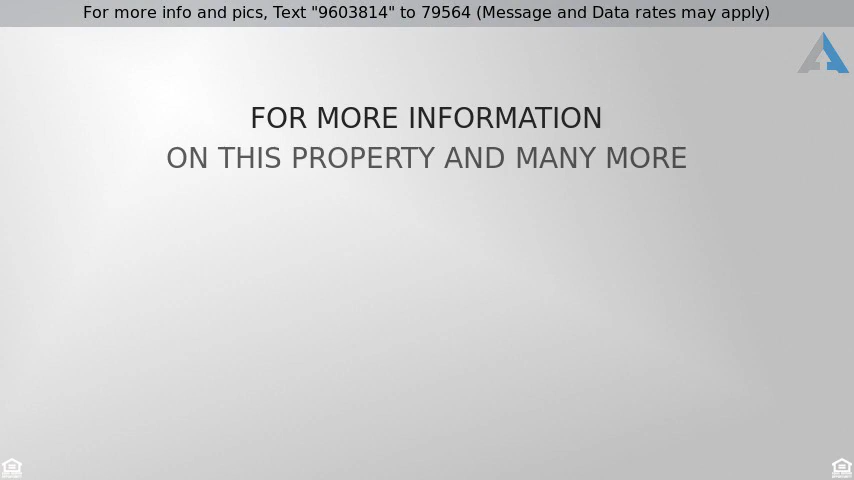 For more info and pics, Text "9603814" to 79564 (Message and Data rates may apply)
FOR MORE INFORMATION
ON THIS PROPERTY AND MANY MORE